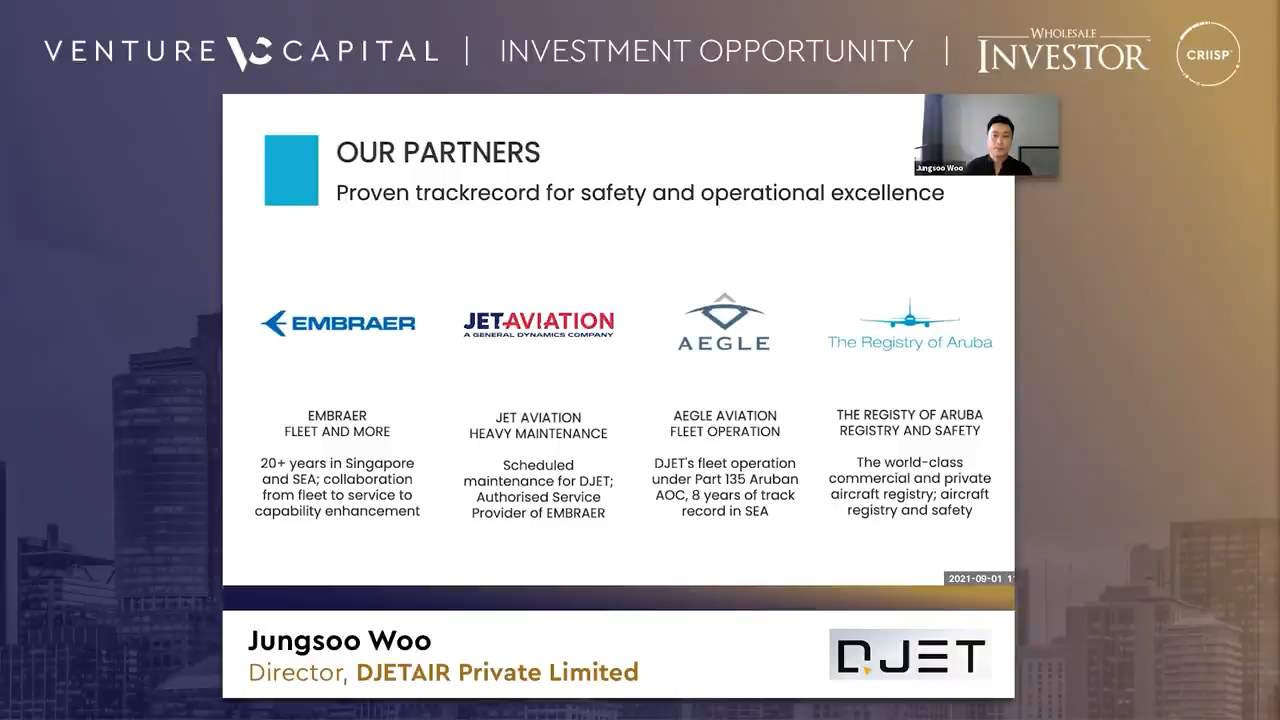 VENTURE VC CAPITAL | INVESTMENT OPPORTUNITY | WHOLESALE INVESTOR CRIISP
OUR PARTNERS
Proven trackrecord for safety and operational excellence
Jungsoo Woo
EMBRAER
JET AVIATION
A GENERAL DYNAMICS COMPANY
AEGLE
The Registry of Aruba
EMBRAER
FLEET AND MORE
20+ years in Singapore
and SEA; collaboration
from fleet to service to
capability enhancement
JET AVIATION
HEAVY MAINTENANCE
Scheduled
maintenance for DJET;
Authorised Service
Provider of EMBRAER
AEGLE AVIATION
FLEET OPERATION
DJET's fleet operation
under Part 135 Aruban
AOC, 8 years of track
record in SEA
THE REGISTY OF ARUBA
REGISTRY AND SAFETY
The world-class
commercial and private
aircraft registry; aircraft
registry and safety
2021-09-01 1
Jungsoo Woo
Director, DJETAIR Private Limited
DJET